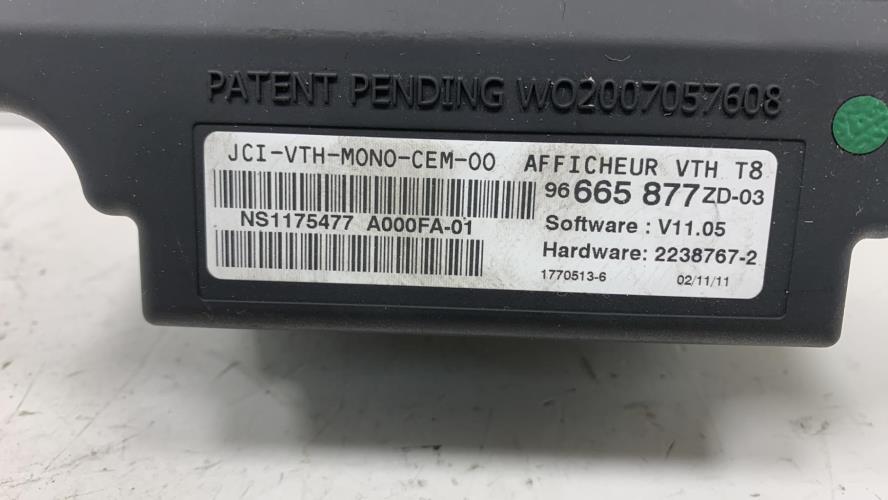 PATENT PENDING WO2007057608
JCI-VTH-MONO-CEM-00 AFFICHEUR VTH T8
96 665 877 ZD-03
NS1175477 A000FA-01
Software : V11.05
Hardware: 2238767-2
1770513-6 02/11/11